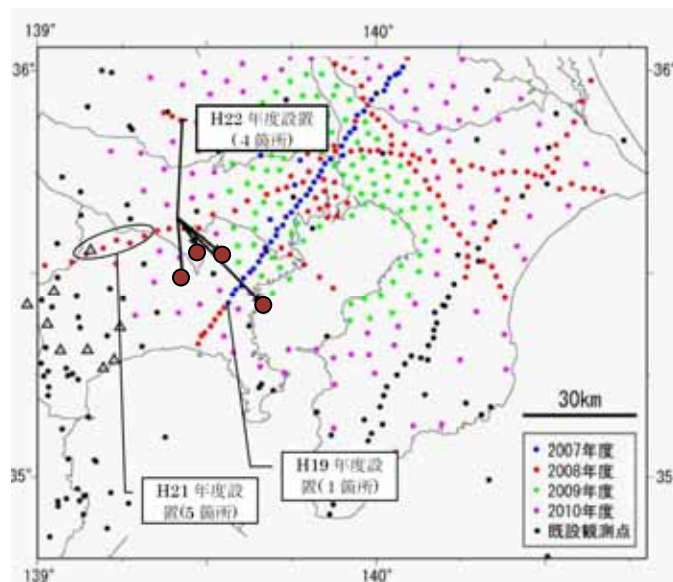 139°
140°
36°
36°
H22 年度設置
(4箇所)
30km
H19 年度設
置(1箇所)
H21 年度設
置(5箇所)
2007年度
2008年度
2009年度
2010年度
既設観測点
35°
35°
139°
140°